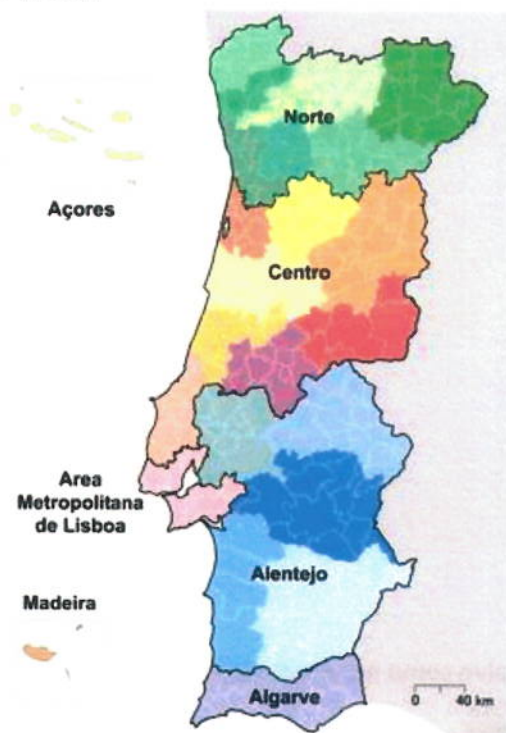 Norte
Açores
Centro
Area
Metropolitana
de Lisboa
Alentejo
Madeira
Algarve
0 40 km